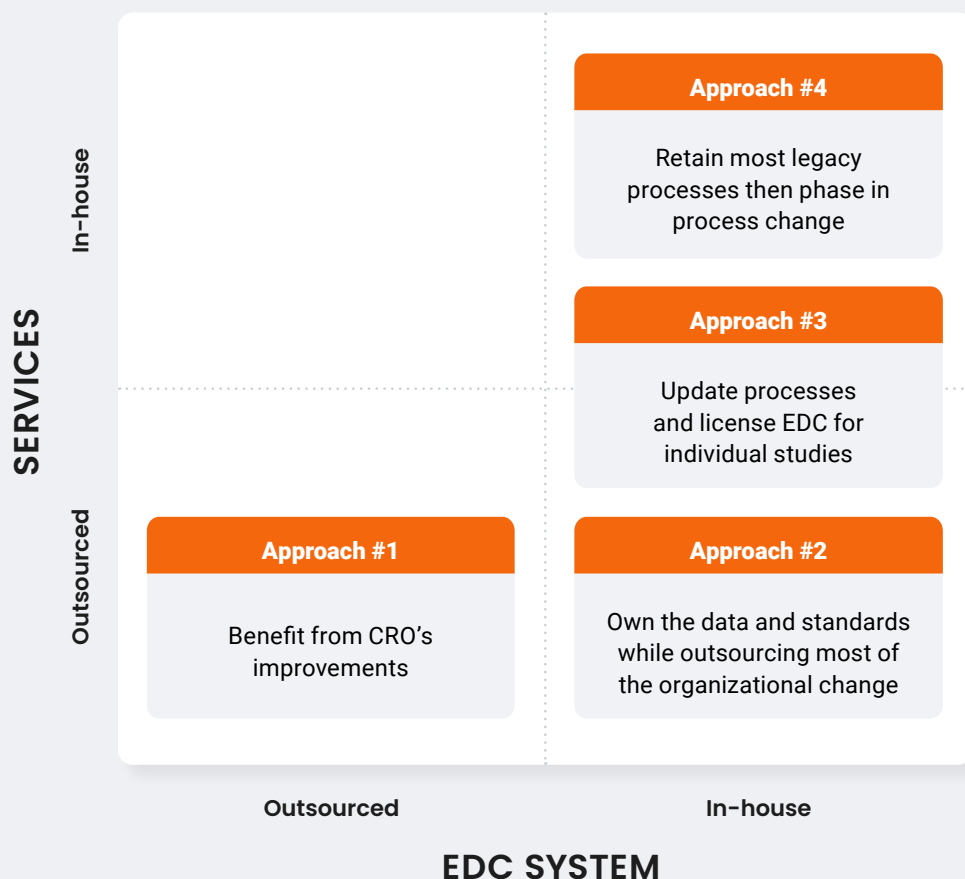 Approach #4
Retain most legacy
processes then phase in
process change
In-house
Approach #3
Update processes
and license EDC for
individual studies
SERVICES
Outsourced
Approach #1
Benefit from CRO’s
improvements
Approach #2
Own the data and standards
while outsourcing most of
the organizational change
Outsourced
In-house
EDC SYSTEM